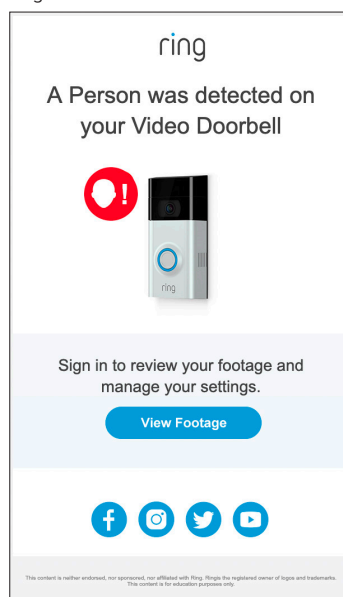 ring
A Person was detected on
your Video Doorbell
!
ring
Sign in to review your footage and
manage your settings.
View Footage
This content is neither endorsed, nor sponsored, nor affiliated with Ring. Ringis the registered owner of logos and trademarks.
This content is for education purposes only.